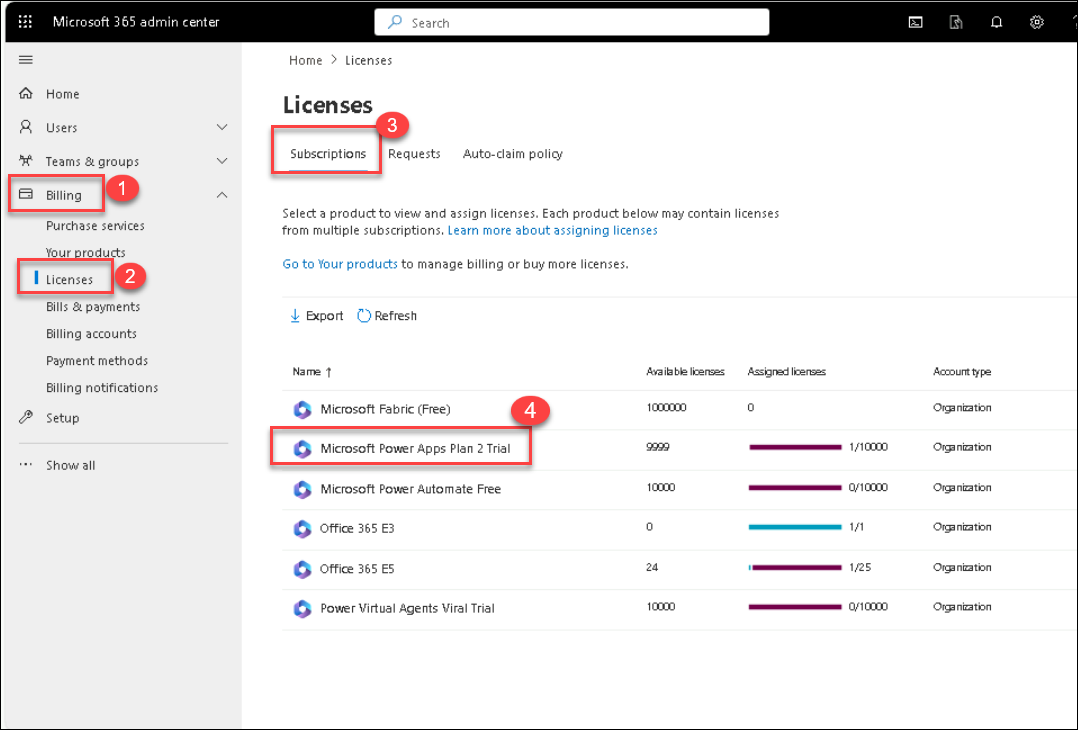 Microsoft 365 admin center
Search
Home
Users
Teams & groups
Billing
1
Purchase services
Your products
Licenses
2
Bills & payments
Billing accounts
Payment methods
Billing notifications
Setup
Show all
Home > Licenses
Licenses
3
Subscriptions Requests Auto-claim policy
Select a product to view and assign licenses. Each product below may contain licenses
from multiple subscriptions. Learn more about assigning licenses
Go to Your products to manage billing or buy more licenses.
Export Refresh
Name ↑ Available licenses Assigned licenses Account type
Microsoft Fabric (Free) 1000000 0 Organization
4
Microsoft Power Apps Plan 2 Trial 9999 1/10000 Organization
Microsoft Power Automate Free 10000 0/10000 Organization
Office 365 E3 0 1/1 Organization
Office 365 E5 24 1/25 Organization
Power Virtual Agents Viral Trial 10000 0/10000 Organization